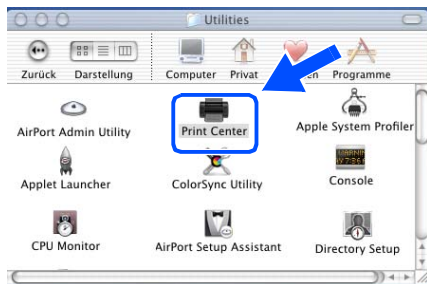 Utilities
Zurück Darstellung Computer Privat en Programme
AirPort Admin Utility Print Center Apple System Profiler
Applet Launcher ColorSync Utility Console
CPU Monitor AirPort Setup Assistant Directory Setup